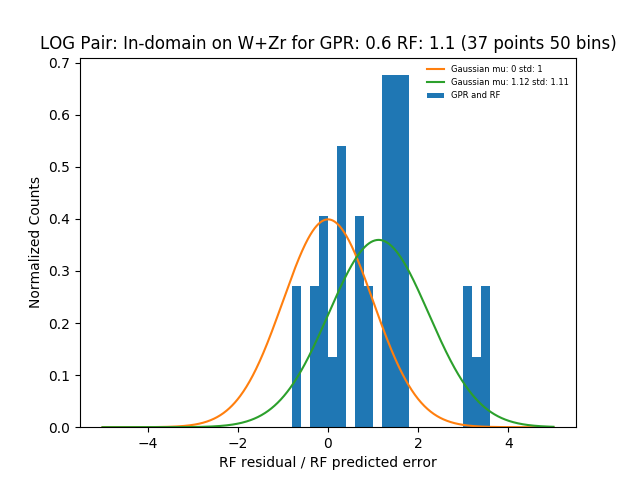 LOG Pair: In-domain on W+Zr for GPR: 0.6 RF: 1.1 (37 points 50 bins)
Gaussian mu: 0 std: 1
Gaussian mu: 1.12 std: 1.11
GPR and RF
Normalized Counts
0.7
0.6
0.5
0.4
0.3
0.2
0.1
0.0
−4 −2 0 2 4
RF residual / RF predicted error